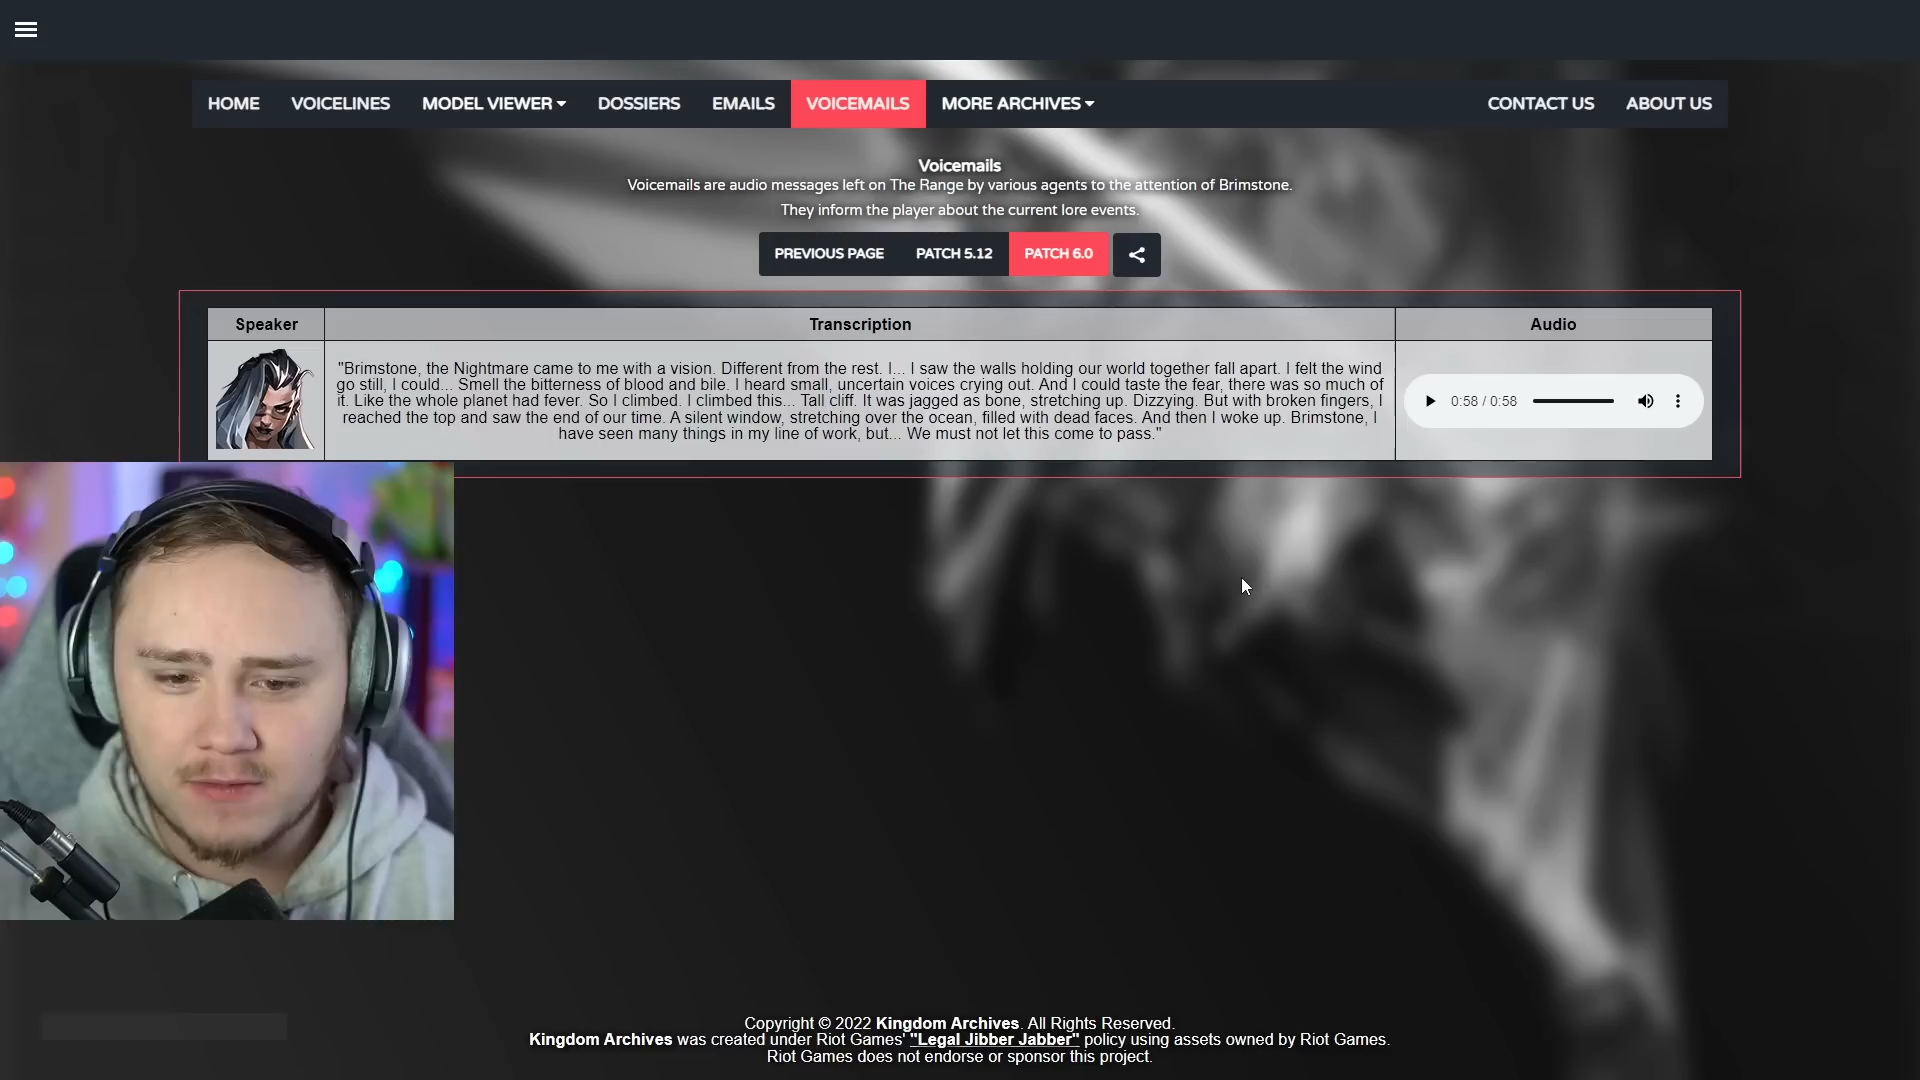 HOME VOICELINES MODEL VIEWER DOSSIERS EMAILS VOICEMAILS MORE ARCHIVES CONTACT US ABOUT US
Voicemails
Voicemails are audio messages left on The Range by various agents to the attention of Brimstone.
They inform the player about the current lore events.
PREVIOUS PAGE PATCH 5.12 PATCH 6.0
Speaker Transcription Audio
"Brimstone, the Nightmare came to me with a vision. Different from the rest. I... I saw the walls holding our world together fall apart. I felt the wind
go still, I could... Smell the bitterness of blood and bile. I heard small, uncertain voices crying out. And I could taste the fear, there was so much of
it. Like the whole planet had fever. So I climbed. I climbed this... Tall cliff. It was jagged as bone, stretching up. Dizzying. But with broken fingers, I
reached the top and saw the end of our time. A silent window, stretching over the ocean, filled with dead faces. And then I woke up. Brimstone, I
have seen many things in my line of work, but... We must not let this come to pass."
0:58 / 0:58
Copyright © 2022 Kingdom Archives. All Rights Reserved.
Kingdom Archives was created under Riot Games' "Legal Jibber Jabber" policy using assets owned by Riot Games.
Riot Games does not endorse or sponsor this project.